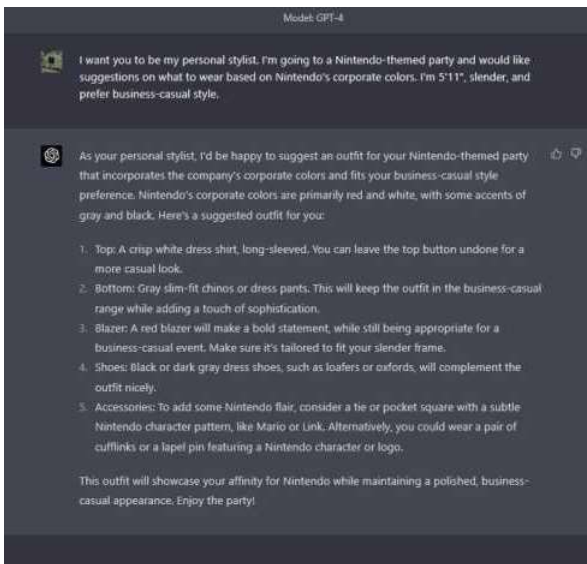 Model: GPT-4
I want you to be my personal stylist. I'm going to a Nintendo-themed party and would like
suggestions on what to wear based on Nintendo's corporate colors. I'm 5'11", slender, and
prefer business-casual style.
As your personal stylist, I'd be happy to suggest an outfit for your Nintendo-themed party
that incorporates the company's corporate colors and fits your business-casual style
preference. Nintendo's corporate colors are primarily red and white, with some accents of
gray and black. Here's a suggested outfit for you:
1. Top: A crisp white dress shirt, long-sleeved. You can leave the top button undone for a
more casual look.
2. Bottom: Gray slim-fit chinos or dress pants. This will keep the outfit in the business-casual
range while adding a touch of sophistication.
3. Blazer: A red blazer will make a bold statement, while still being appropriate for a
business-casual event. Make sure it's tailored to fit your slender frame.
4. Shoes: Black or dark gray dress shoes, such as loafers or oxfords, will complement the
outfit nicely.
5. Accessories: To add some Nintendo flair, consider a tie or pocket square with a subtle
Nintendo character pattern, like Mario or Link. Alternatively, you could wear a pair of
cufflinks or a lapel pin featuring a Nintendo character or logo.
This outfit will showcase your affinity for Nintendo while maintaining a polished, business-
casual appearance. Enjoy the party!